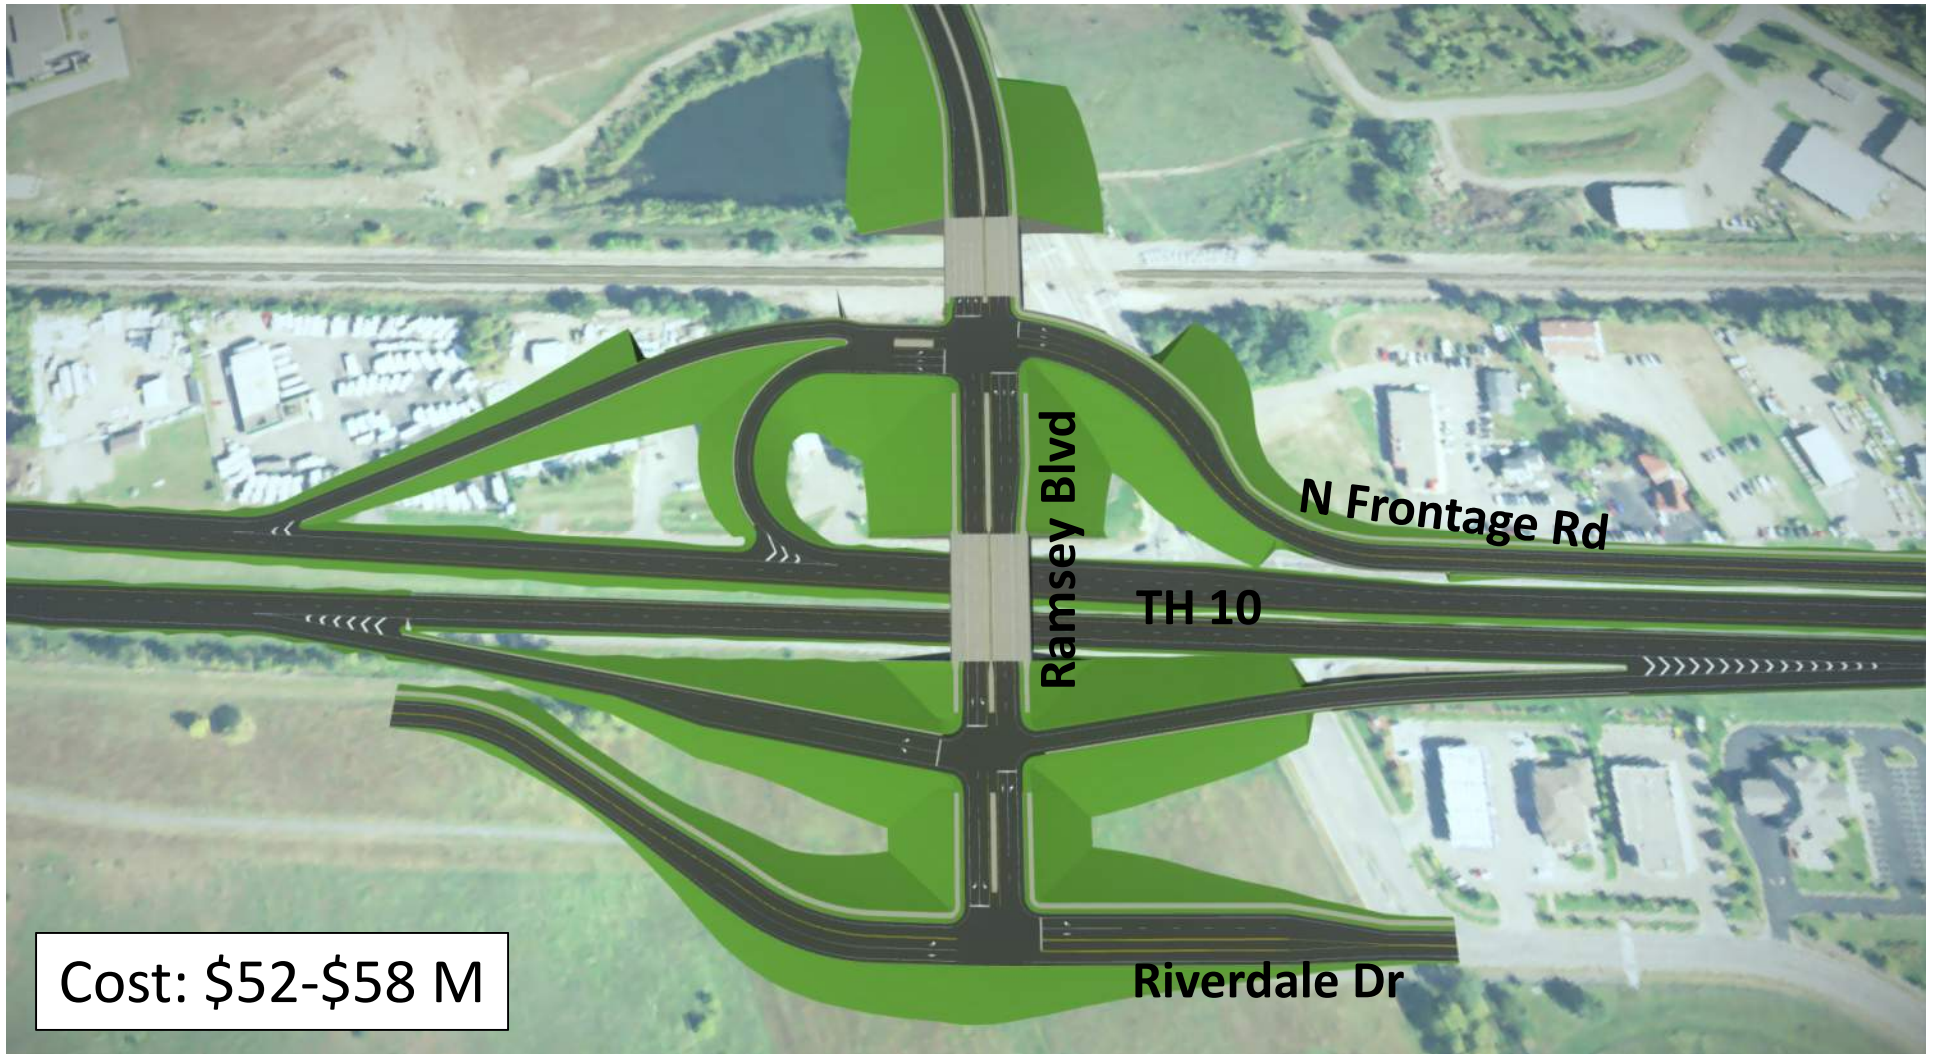 Ramsey Blvd
N Frontage Rd
TH 10
Cost: $52-$58 M
Riverdale Dr